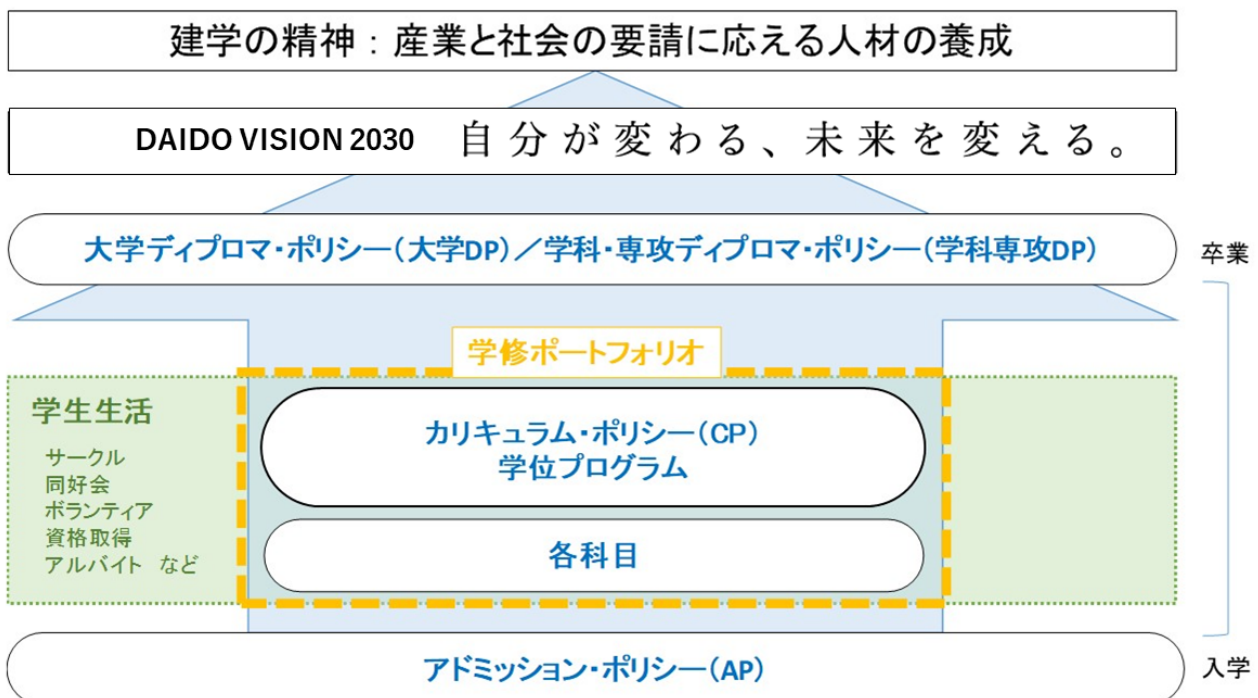 建学の精神：産業と社会の要請に応える人材の養成
DAIDO VISION 2030 自分が変わる、未来を変える。
大学ディプロマ・ポリシー（大学DP）／学科・専攻ディプロマ・ポリシー（学科専攻DP）
卒業
学修ポートフォリオ
学生生活
サークル
同好会
ボランティア
資格取得
アルバイト など
カリキュラム・ポリシー（CP）
学位プログラム
各科目
アドミッション・ポリシー（AP）
入学